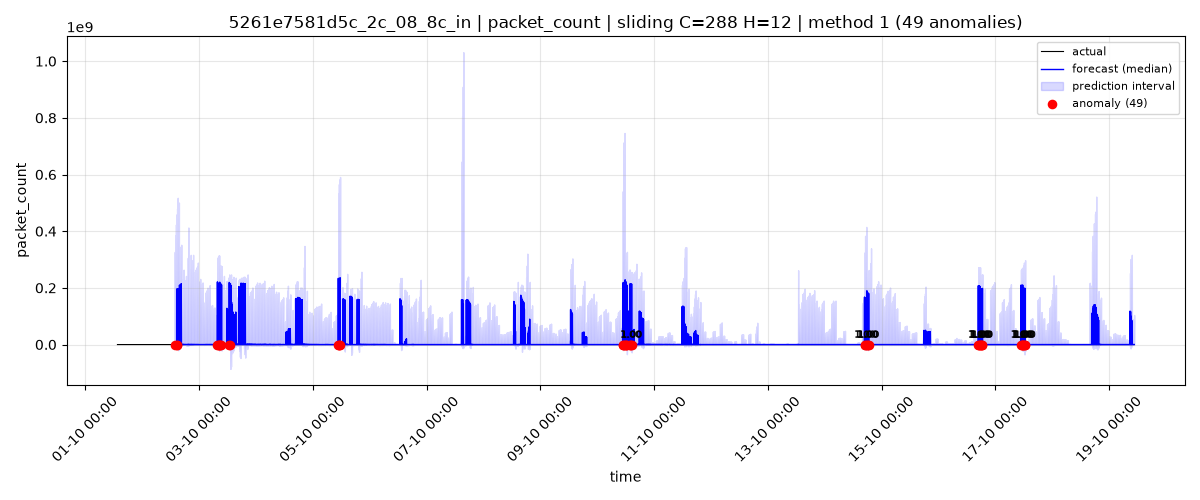 5261e7581d5c_2c_08_8c_in | packet_count | sliding C=288 H=12 | method 1 (49 anomalies)
1e9
actual
forecast (median)
prediction interval
anomaly (49)
1.0
0.8
0.6
0.4
0.2
0.0
packet_count
01-10 00:00
03-10 00:00
05-10 00:00
07-10 00:00
09-10 00:00
11-10 00:00
13-10 00:00
15-10 00:00
17-10 00:00
19-10 00:00
time